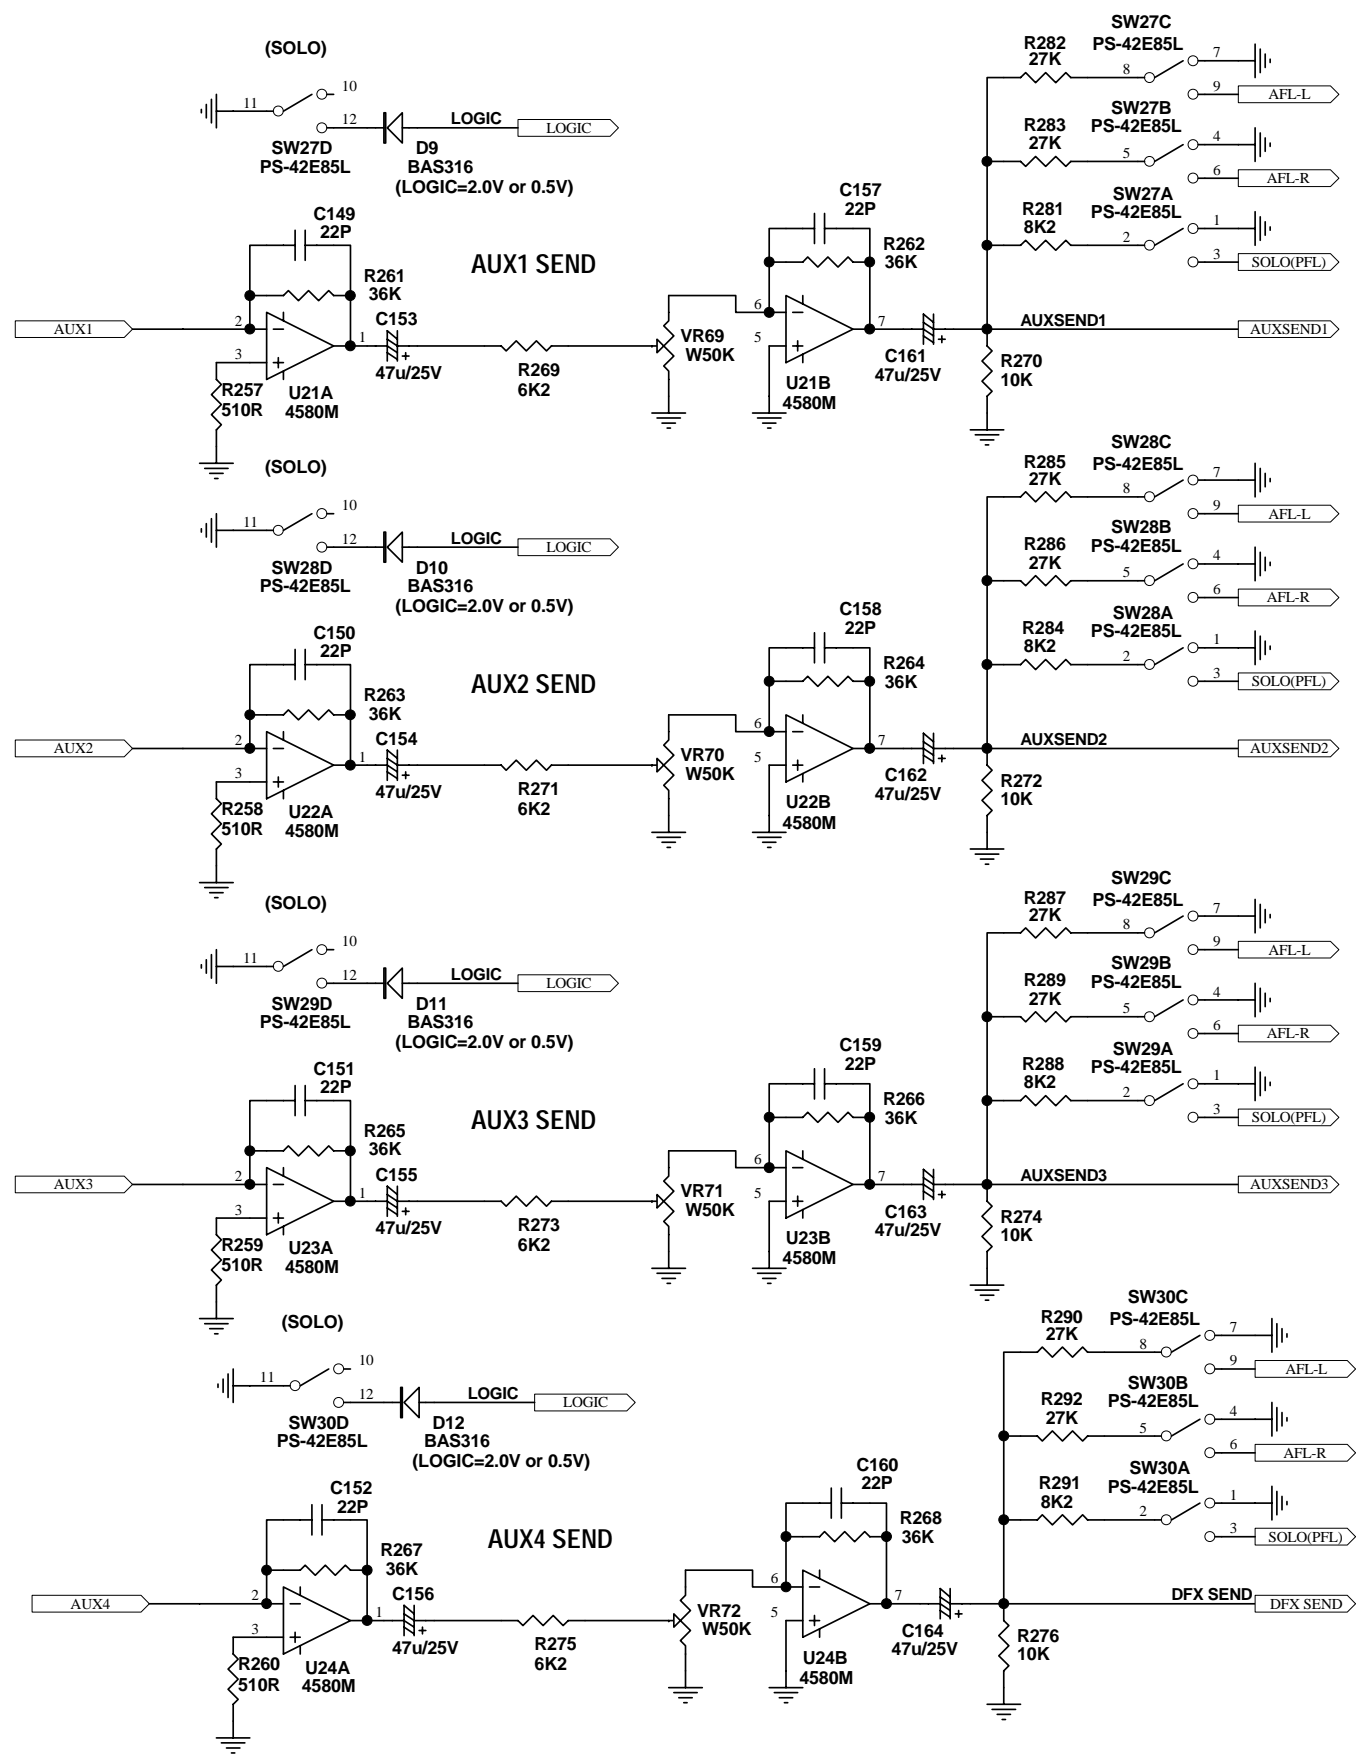 (SOLO)
11
10
12
SW27D
PS-42E85L
D9
BAS316
(LOGIC=2.0V or 0.5V)
LOGIC
LOGIC
C149
22P
R261
36K
AUX1 SEND
AUX1
2
3
1
R257
510R
U21A
4580M
C153
47u/25V
R269
6K2
VR69
W50K
C157
22P
R262
36K
6
5
7
U21B
4580M
C161
47u/25V
R270
10K
AUXSEND1
AUXSEND1
R282
27K
SW27C
PS-42E85L
8
7
9
AFL-L
R283
27K
SW27B
PS-42E85L
5
4
6
AFL-R
R281
8K2
SW27A
PS-42E85L
2
1
3
SOLO(PFL)
(SOLO)
11
10
12
SW28D
PS-42E85L
D10
BAS316
(LOGIC=2.0V or 0.5V)
LOGIC
LOGIC
C150
22P
R263
36K
AUX2 SEND
AUX2
2
3
1
R258
510R
U22A
4580M
C154
47u/25V
R271
6K2
VR70
W50K
C158
22P
R264
36K
6
5
7
U22B
4580M
C162
47u/25V
R272
10K
AUXSEND2
AUXSEND2
R285
27K
SW28C
PS-42E85L
8
7
9
AFL-L
R286
27K
SW28B
PS-42E85L
5
4
6
AFL-R
R284
8K2
SW28A
PS-42E85L
2
1
3
SOLO(PFL)
(SOLO)
11
10
12
SW29D
PS-42E85L
D11
BAS316
(LOGIC=2.0V or 0.5V)
LOGIC
LOGIC
C151
22P
R265
36K
AUX3 SEND
AUX3
2
3
1
R259
510R
U23A
4580M
C155
47u/25V
R273
6K2
VR71
W50K
C159
22P
R266
36K
6
5
7
U23B
4580M
C163
47u/25V
R274
10K
AUXSEND3
AUXSEND3
R287
27K
SW29C
PS-42E85L
8
7
9
AFL-L
R289
27K
SW29B
PS-42E85L
5
4
6
AFL-R
R288
8K2
SW29A
PS-42E85L
2
1
3
SOLO(PFL)
(SOLO)
11
10
12
SW30D
PS-42E85L
D12
BAS316
(LOGIC=2.0V or 0.5V)
LOGIC
LOGIC
C152
22P
R267
36K
AUX4 SEND
AUX4
2
3
1
R260
510R
U24A
4580M
C156
47u/25V
R275
6K2
VR72
W50K
C160
22P
R268
36K
6
5
7
U24B
4580M
C164
47u/25V
R276
10K
DFX SEND
DFX SEND
R290
27K
SW30C
PS-42E85L
8
7
9
AFL-L
R292
27K
SW30B
PS-42E85L
5
4
6
AFL-R
R291
8K2
SW30A
PS-42E85L
2
1
3
SOLO(PFL)